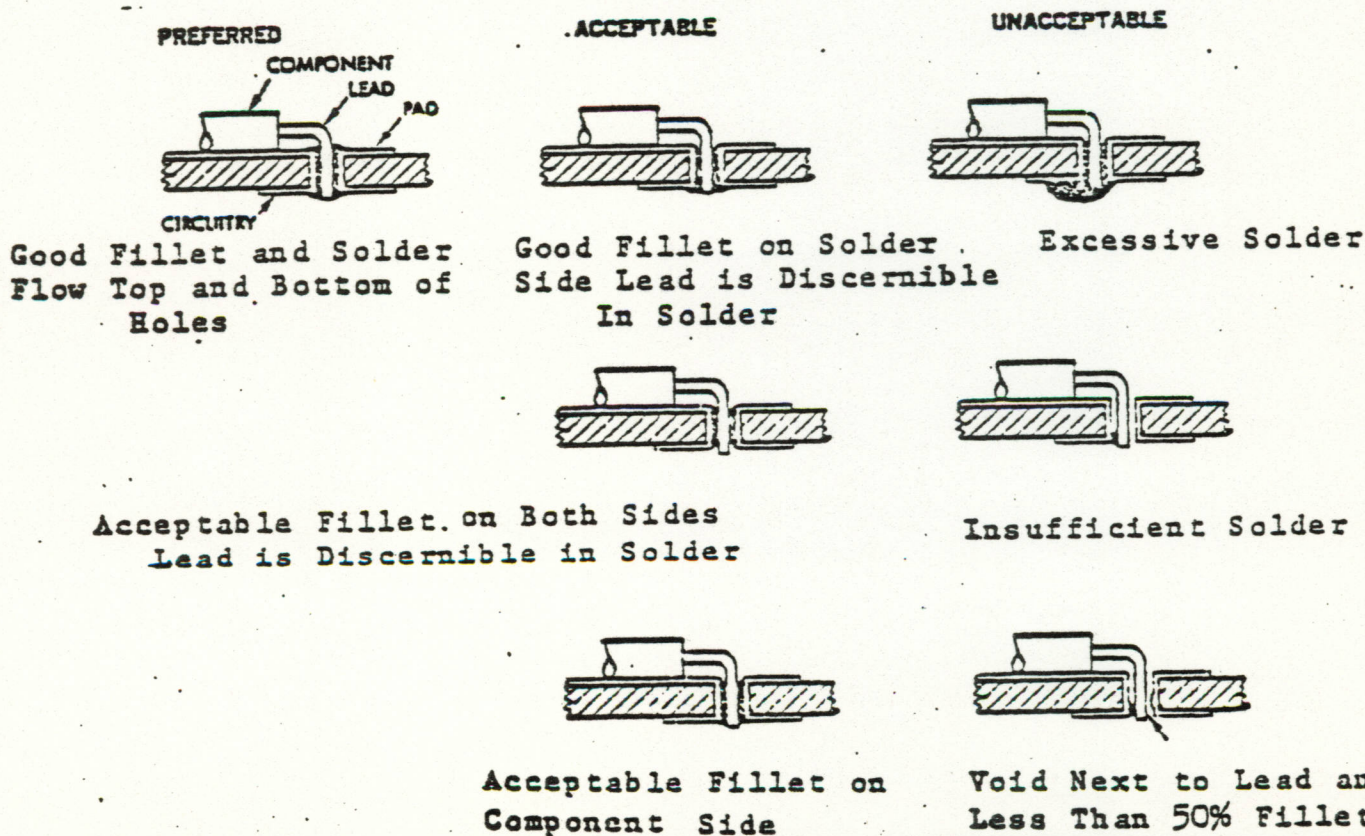 PREFERRED
ACCEPTABLE
UNACCEPTABLE
COMPONENT
LEAD
PAD
CIRCUITRY
Good Fillet and Solder
Flow Top and Bottom of
Holes
Good Fillet on Solder
Side Lead is Discernible
In Solder
Excessive Solder
Acceptable Fillet on Both Sides
Lead is Discernible in Solder
Insufficient Solder
Acceptable Fillet on
Component Side
Void Next to Lead an
Less Than 50% Fillet